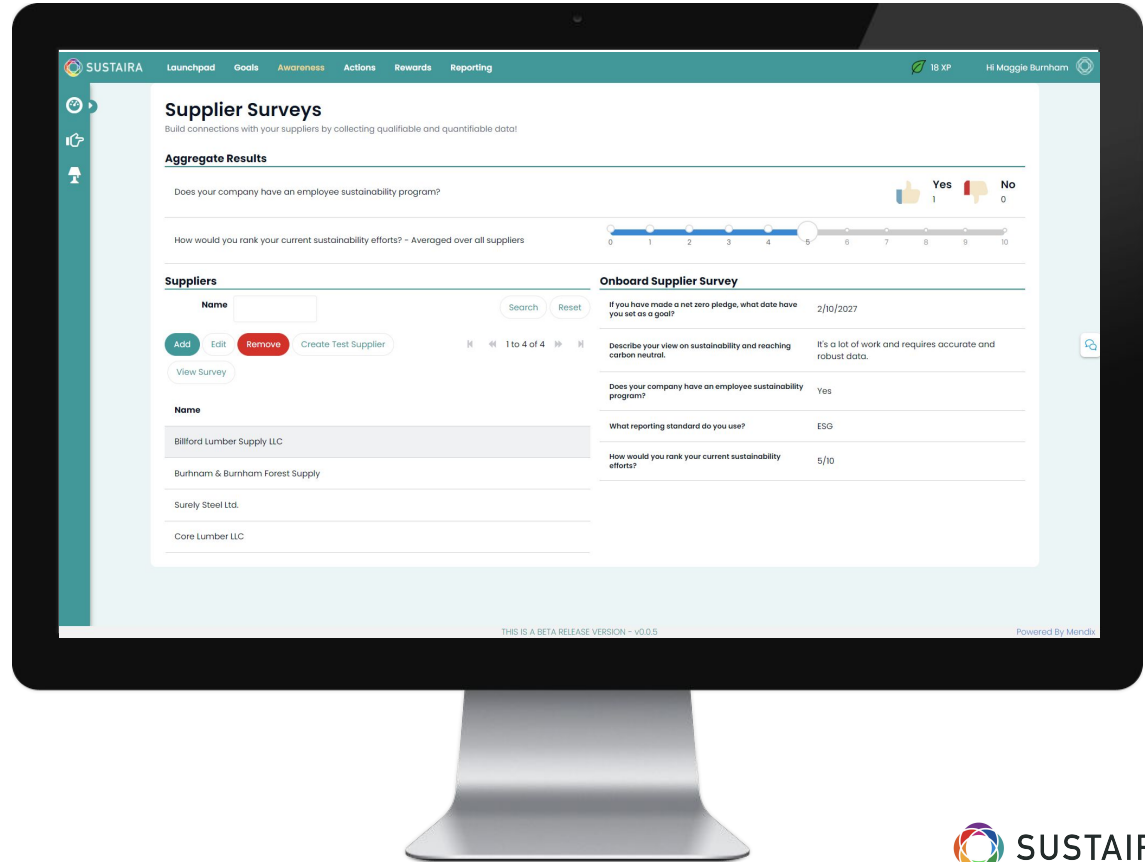 SUSTAIRA
Launchpad Goals Awareness Actions Rewards Reporting
18 XP
Hi Maggie Burnham
Supplier Surveys
Build connections with your suppliers by collecting qualifiable and quantifiable data!
Aggregate Results
Does your company have an employee sustainability program?
Yes
1
No
0
How would you rank your current sustainability efforts? - Averaged over all suppliers
0 1 2 3 4 5 6 7 8 9 10
Suppliers
Name
Search Reset
Add Edit Remove Create Test Supplier
1 to 4 of 4
View Survey
Name
Billford Lumber Supply LLC
Burhnam & Burnham Forest Supply
Surely Steel Ltd.
Core Lumber LLC
Onboard Supplier Survey
If you have made a net zero pledge, what date have
you set as a goal?
2/10/2027
Describe your view on sustainability and reaching
carbon neutral.
It's a lot of work and requires accurate and
robust data.
Does your company have an employee sustainability
program?
Yes
What reporting standard do you use?
ESG
How would you rank your current sustainability
efforts?
5/10
THIS IS A BETA RELEASE VERSION - v0.0.5
Powered By Mendix
SUSTAIR